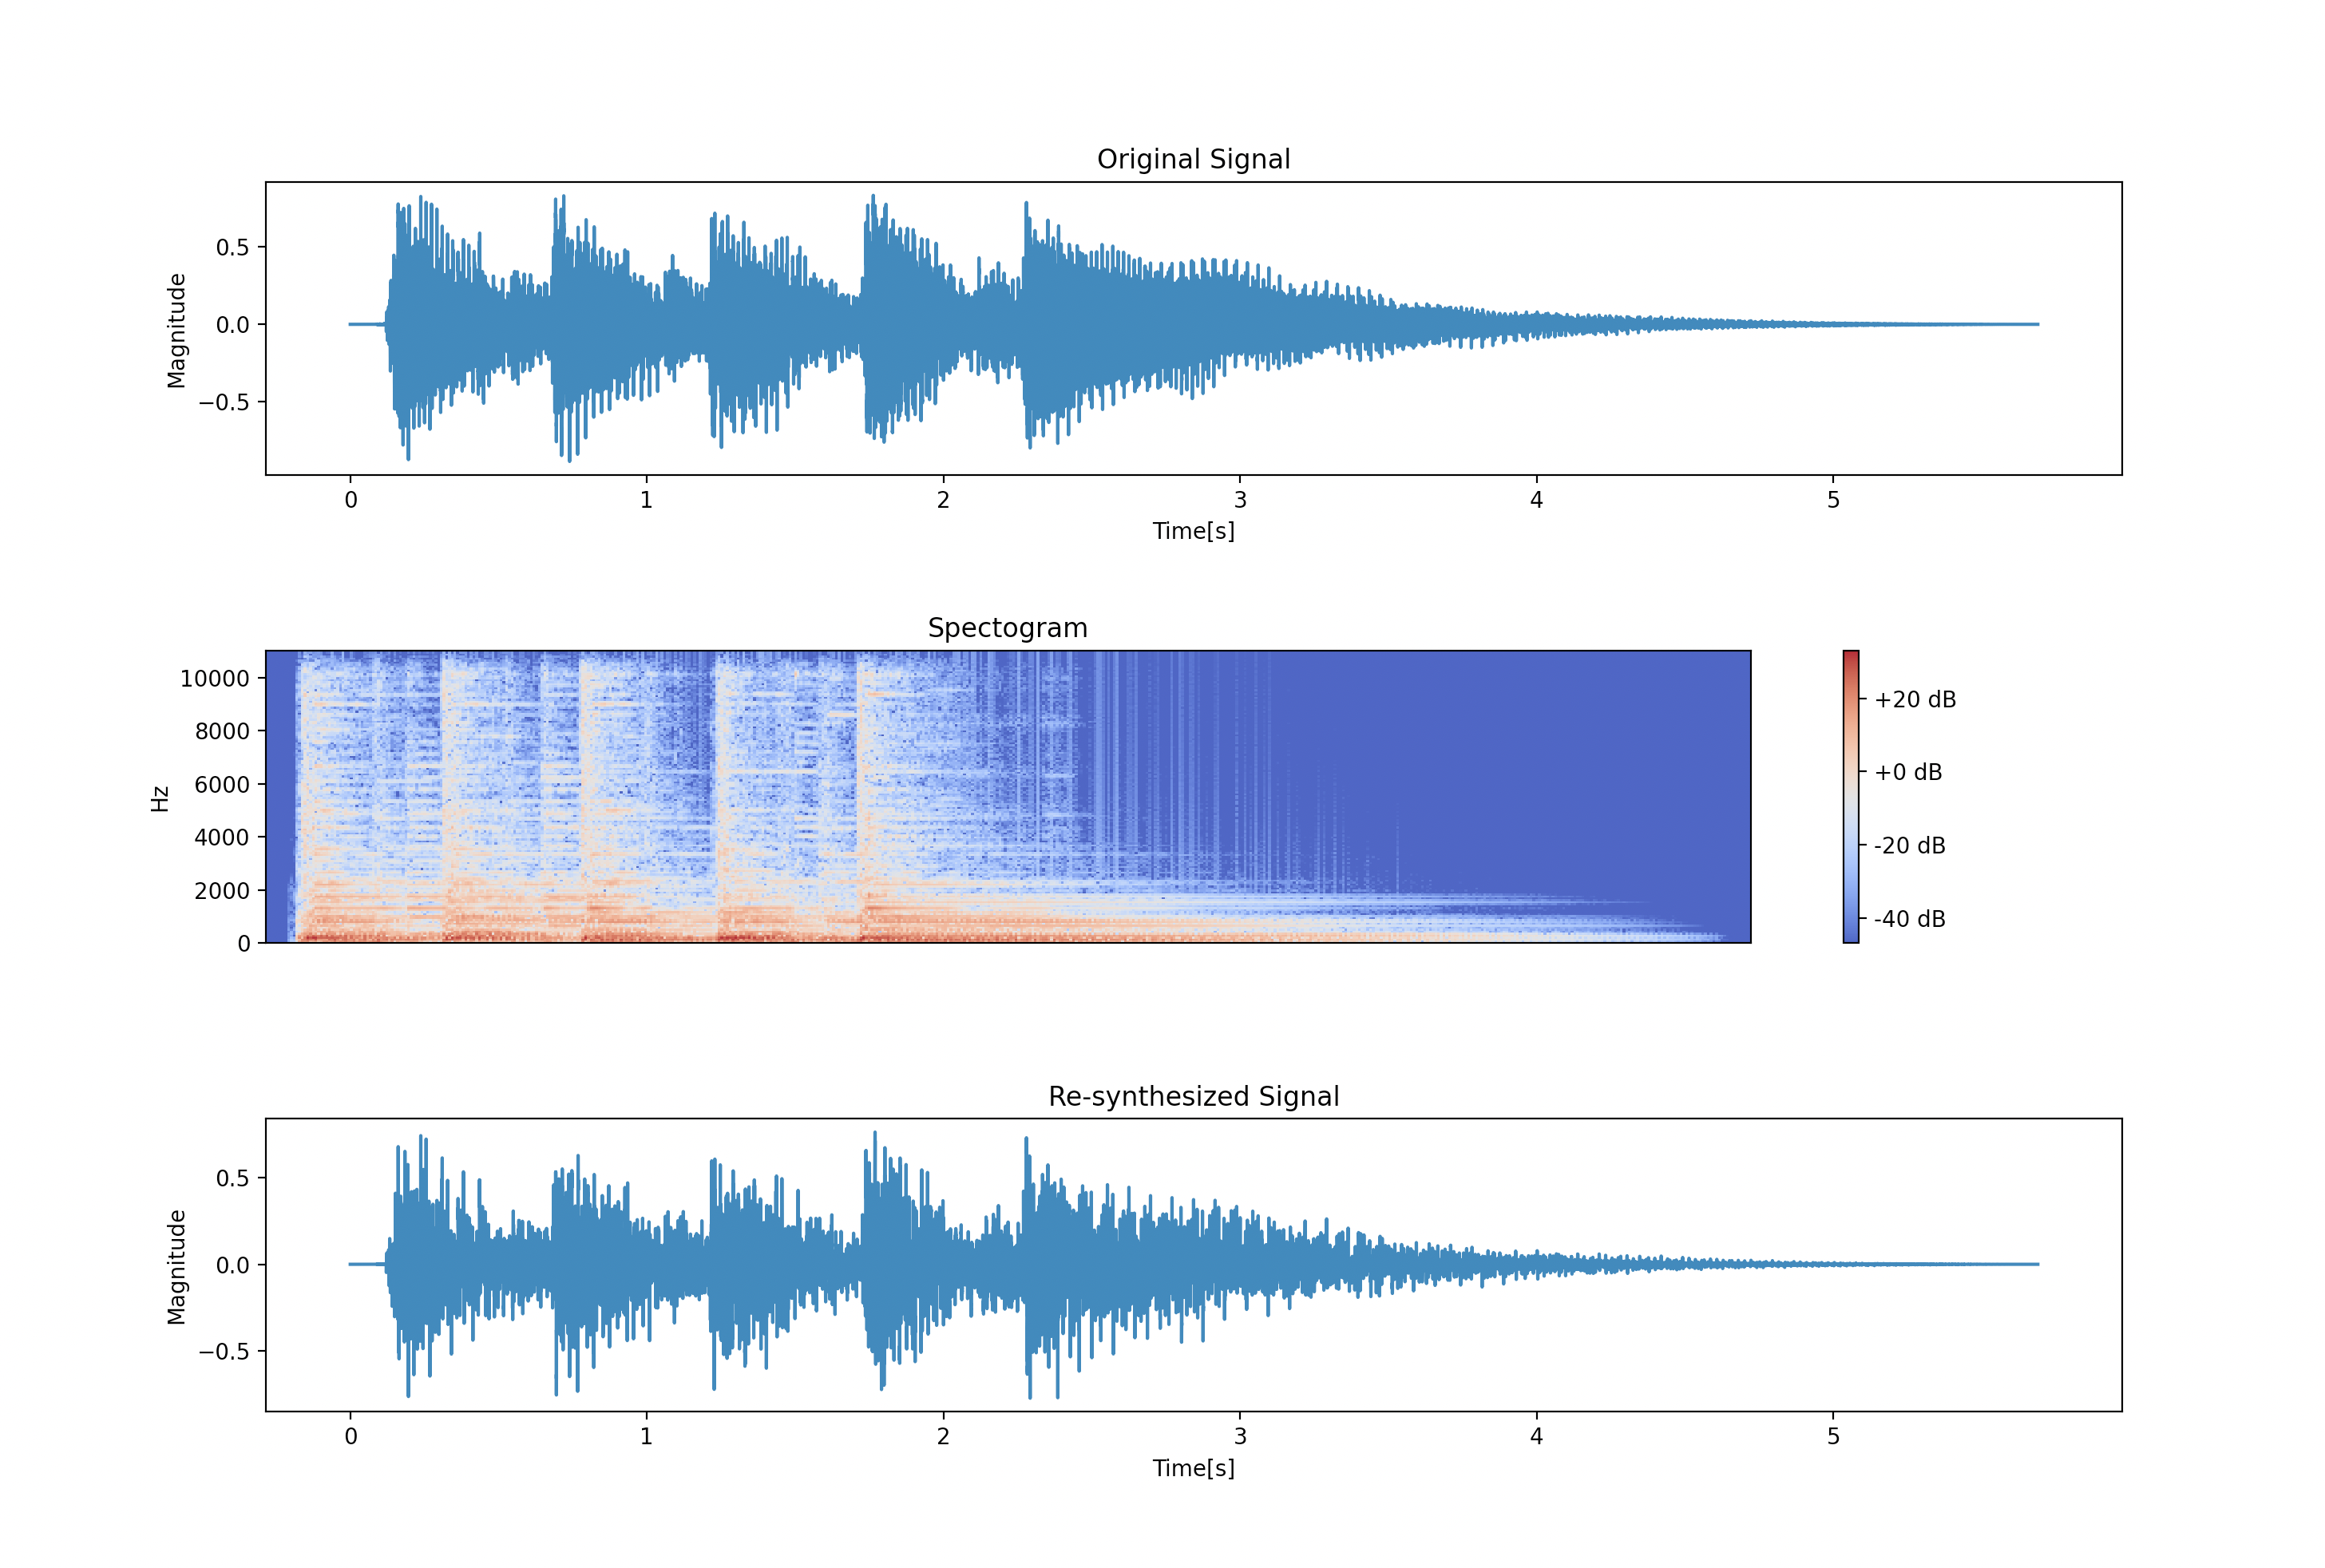 Original Signal
Magnitude
0.5
0.0
−0.5
0 1 2 3 4 5
Time[s]
Spectogram
Hz
10000
8000
6000
4000
2000
0
+20 dB
+0 dB
-20 dB
-40 dB
Re-synthesized Signal
Magnitude
0.5
0.0
−0.5
0 1 2 3 4 5
Time[s]